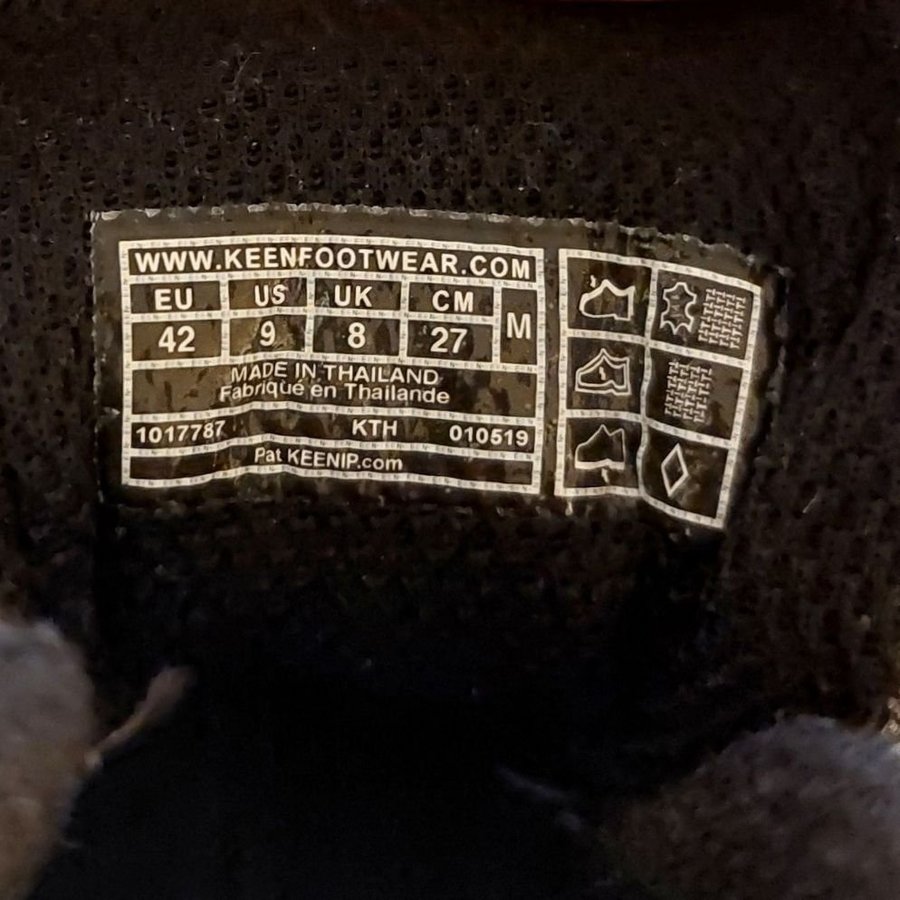 WWW.KEENFOOTWEAR.COM
EU US UK CM M
42 9 8 27
MADE IN THAILAND
Fabriqué en Thaïlande
1017787 KTH 010519
Pat KEENIP.com